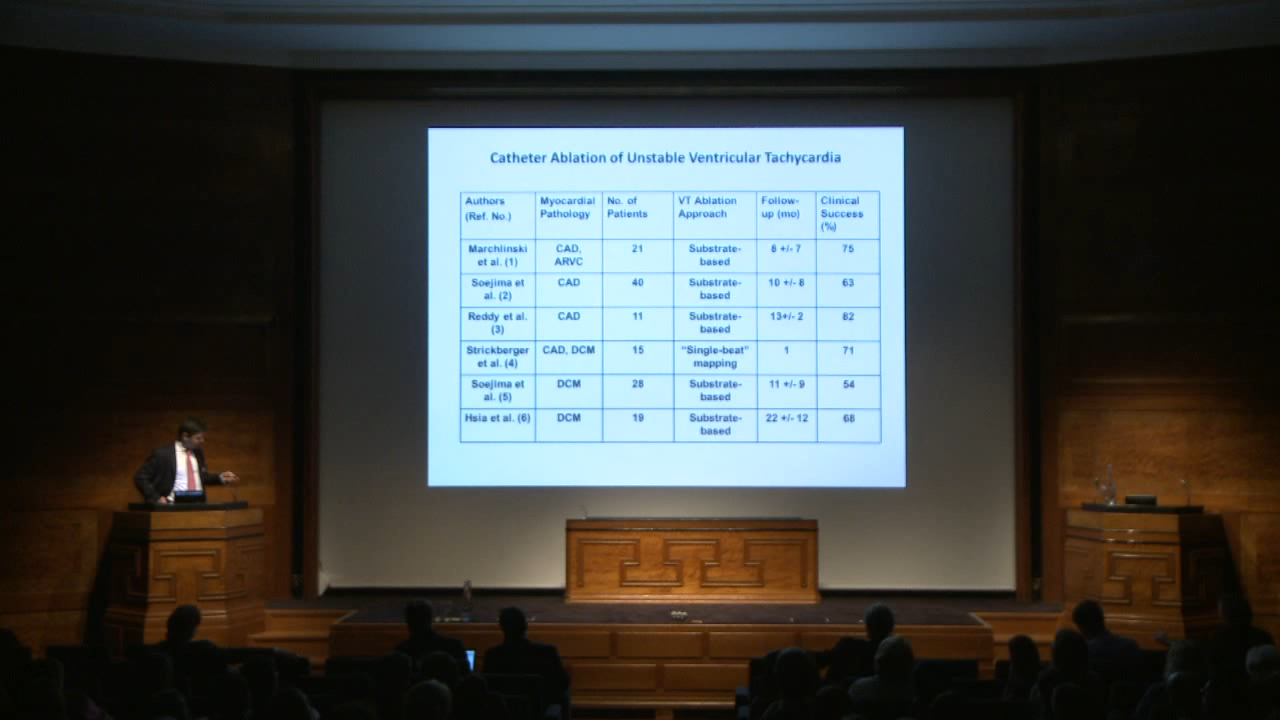 Catheter Ablation of Unstable Ventricular Tachycardia
Authors (Ref. No.) Myocardial Pathology No. of Patients VT Ablation Approach Follow-up (mo) Clinical Success (%)
Marchlinski et al. (1) CAD, ARVC 21 Substrate-based 8 +/- 7 75
Soejima et al. (2) CAD 40 Substrate-based 10 +/- 8 63
Reddy et al. (3) CAD 11 Substrate-based 13+/- 2 82
Strickberger et al. (4) CAD, DCM 15 "Single-beat" mapping 1 71
Soejima et al. (5) DCM 28 Substrate-based 11 +/- 9 54
Hsia et al. (6) DCM 19 Substrate-based 22 +/- 12 68